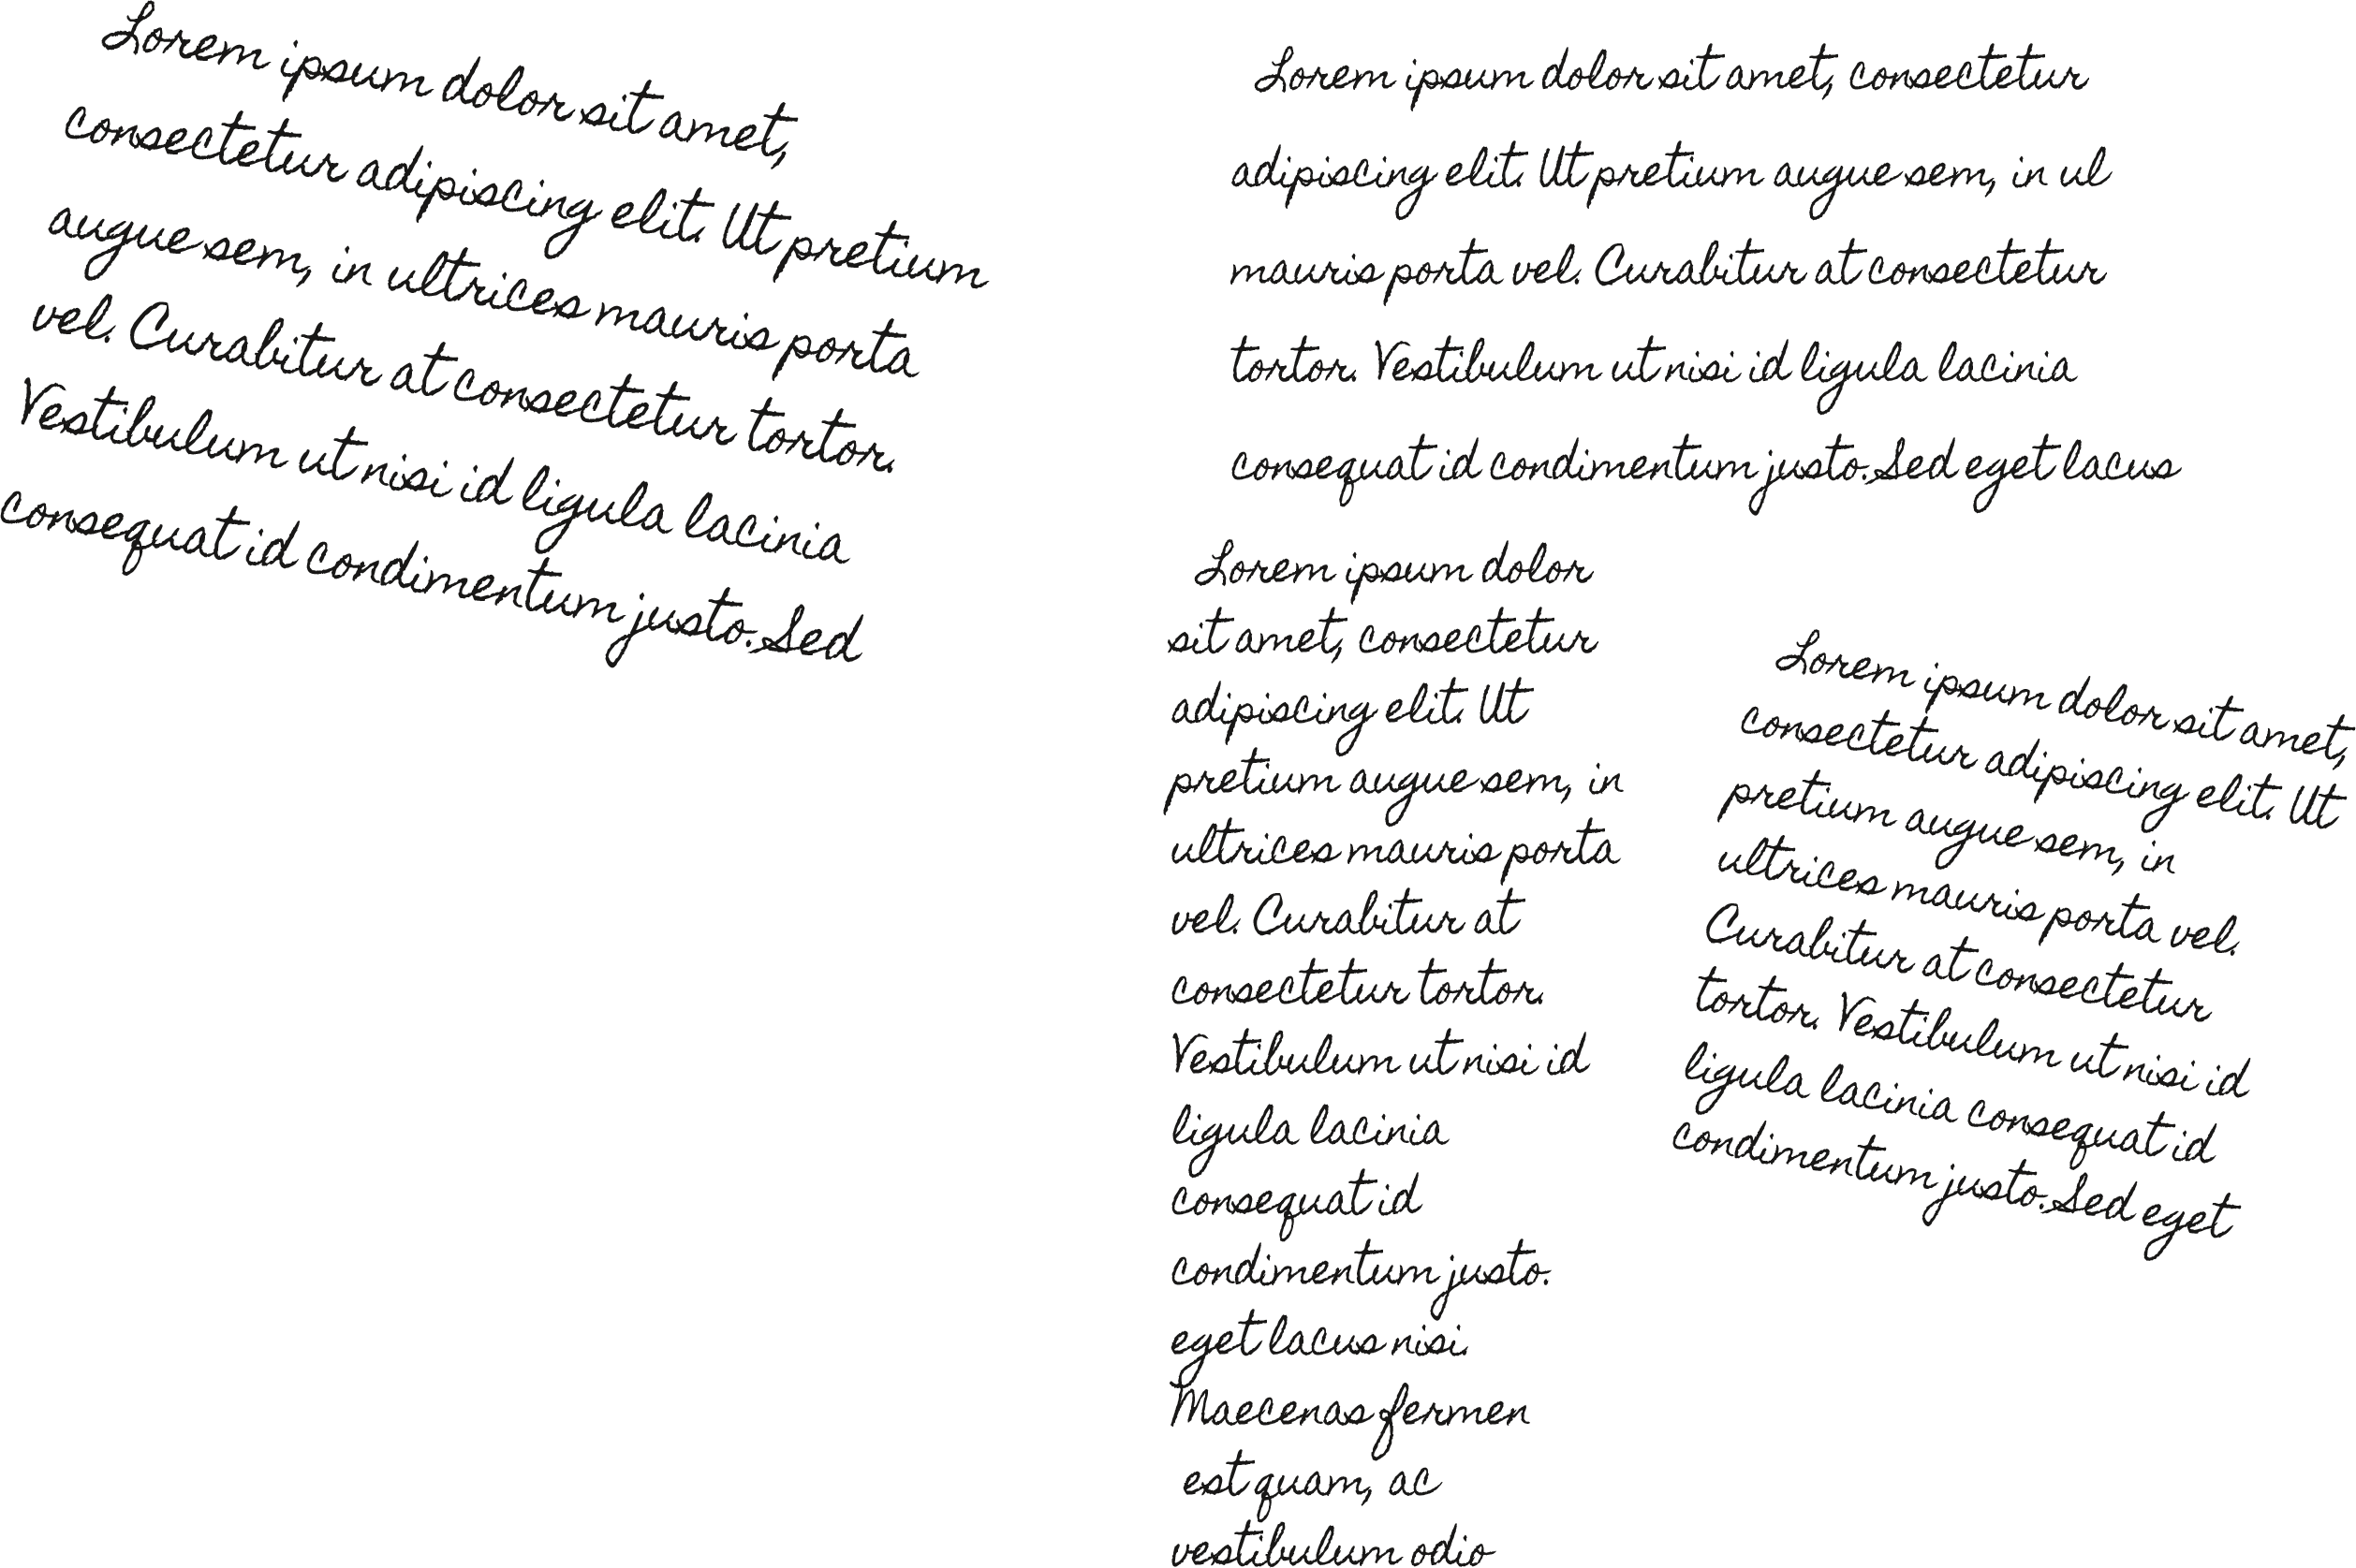 Lorem ipsum dolor sit amet,
consectetur adipiscing elit. Ut pretium
augue sem, in ultrices mauris porta
vel. Curabitur at consectetur tortor.
Vestibulum ut nisi id ligula lacinia
consequat id condimentum justo. Sed
Lorem ipsum dolor sit amet, consectetur
adipiscing elit. Ut pretium augue sem, in ul
mauris porta vel. Curabitur at consectetur
tortor. Vestibulum ut nisi id ligula lacinia
consequat id condimentum justo. Sed eget lacus
Lorem ipsum dolor
sit amet, consectetur
adipiscing elit. Ut
pretium augue sem, in
ultrices mauris porta
vel. Curabitur at
consectetur tortor.
Vestibulum ut nisi id
ligula lacinia
consequat id
condimentum justo.
eget lacus nisi.
Maecenas fermen
est quam, ac
vestibulum odio
Lorem ipsum dolor sit amet,
consectetur adipiscing elit. Ut
pretium augue sem, in
ultrices mauris porta vel.
Curabitur at consectetur
tortor. Vestibulum ut nisi id
ligula lacinia consequat id
condimentum justo. Sed eget